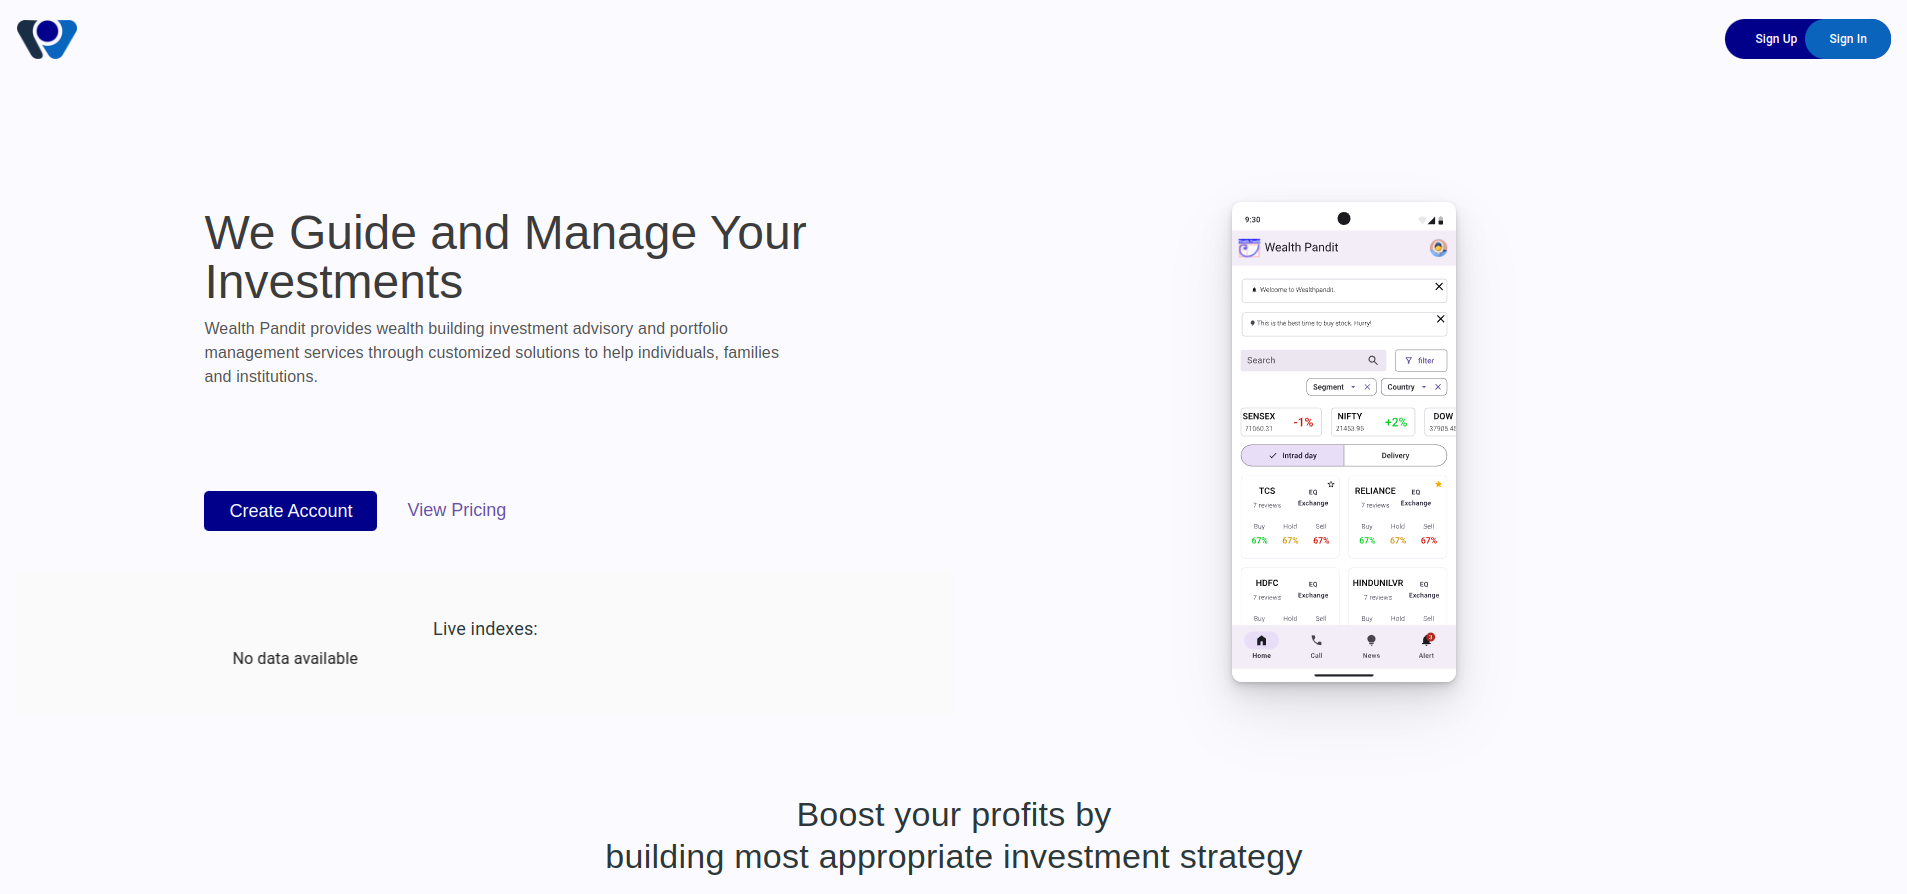 Sign Up
Sign In
We Guide and Manage Your
Investments
Wealth Pandit provides wealth building investment advisory and portfolio
management services through customized solutions to help individuals, families
and institutions.
Create Account
View Pricing
Live indexes:
No data available
9:30
Wealth Pandit
Welcome to Wealthpandit.
This is the best time to buy stock. Hurry!
Search
filter
Segment
Country
SENSEX
71060.31
-1%
NIFTY
21453.95
+2%
DOW
Intrad day
Delivery
TCS
EQ
7 reviews
Exchange
Buy Hold Sell
67% 67% 67%
RELIANCE
EQ
7 reviews
Exchange
Buy Hold Sell
67% 67% 67%
HDFC
EQ
7 reviews
Exchange
Buy Hold Sell
HINDUNILVR
EQ
7 reviews
Exchange
Buy Hold Sell
3
Home
Call
News
Alert
Boost your profits by
building most appropriate investment strategy